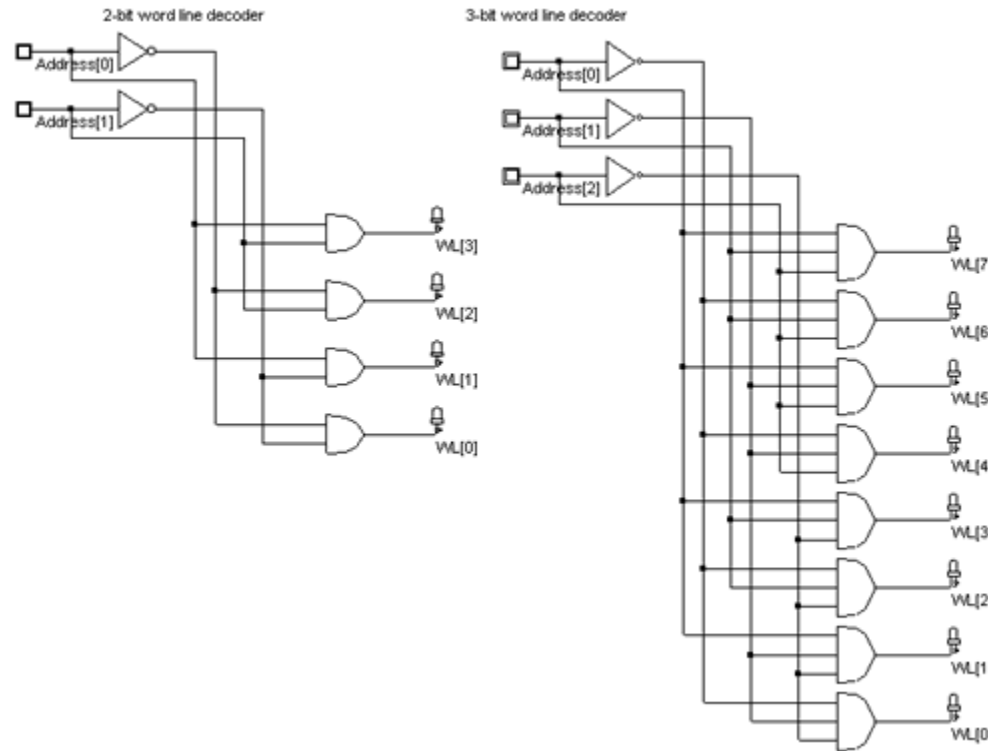 2-bit word line decoder
3-bit word line decoder
Address[0]
Address[1]
WL[3]
WL[2]
WL[1]
WL[0]
Address[0]
Address[1]
Address[2]
WL[7
WL[6
WL[5
WL[4
WL[3
WL[2
WL[1
WL[0